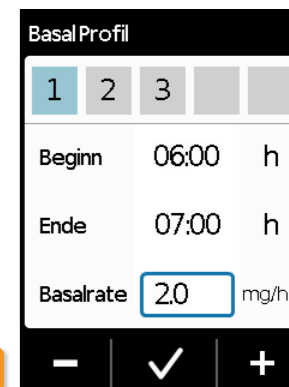 Basal Profil
1 2 3
Beginn 06:00 h
Ende 07:00 h
Basalrate 2.0 mg/h
− ✓ +